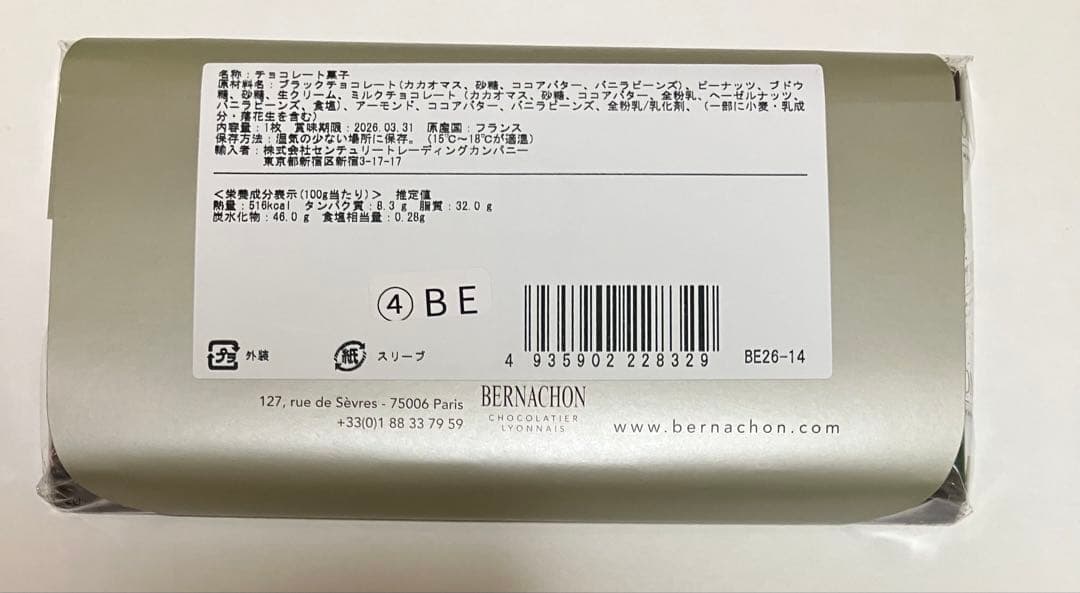 名称：チョコレート菓子
原材料名：ブラックチョコレート(カカオマス、砂糖、ココアバター、バニラビーンズ)、ピーナッツ、ブドウ
糖、砂糖、生クリーム、ミルクチョコレート（カカオマス、砂糖、ココアバター、全粉乳、ヘーゼルナッツ、
バニラビーンズ、食塩)、アーモンド、ココアバター、バニラビーンズ、全粉乳/乳化剤、（一部に小麦・乳成
分・落花生を含む）
内容量：1枚 賞味期限：2026.03.31 原産国：フランス
保存方法：湿気の少ない場所に保存。（15℃～18℃が適温）
輸入者：株式会社センチュリートレーディングカンパニー
東京都新宿区新宿3-17-17
＜栄養成分表示(100g当たり)＞ 推定値
熱量：516kcal タンパク質：8.3 g 脂質：32.0 g
炭水化物：46.0 g 食塩相当量：0.28g
④BE
プラ 外装
紙 スリーブ
4 935902 228329
BE26-14
127, rue de Sèvres - 75006 Paris
+33(0)1 88 33 79 59
BERNACHON
CHOCOLATIER
LYONNAIS
www.bernachon.com